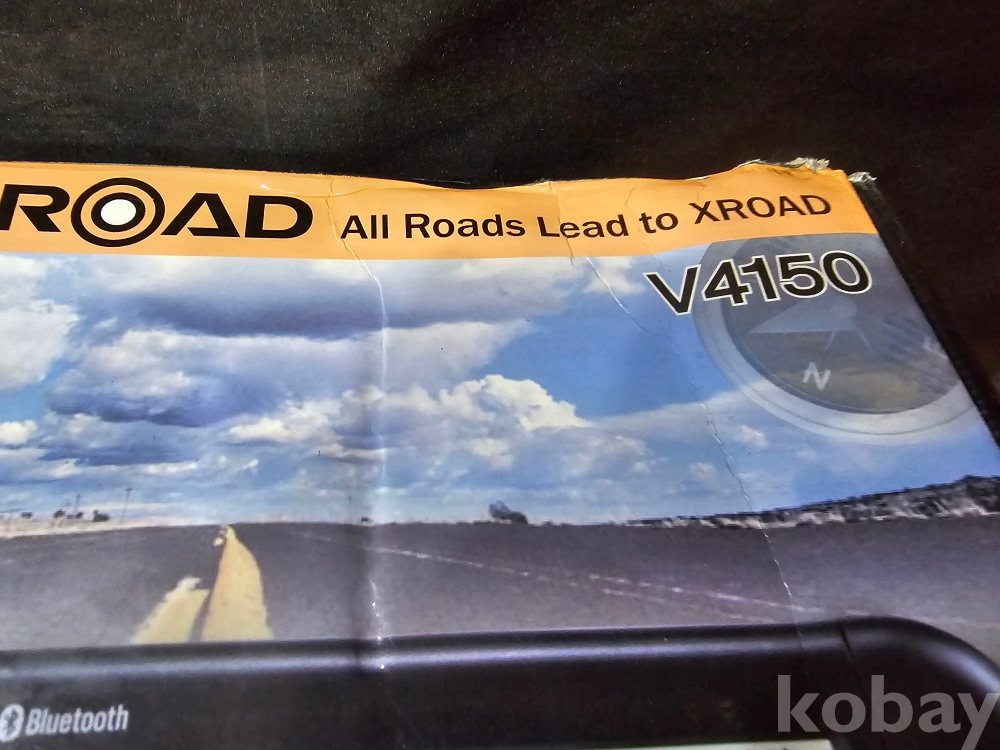 ROAD All Roads Lead to XROAD
V4150
N
Bluetooth
kobay